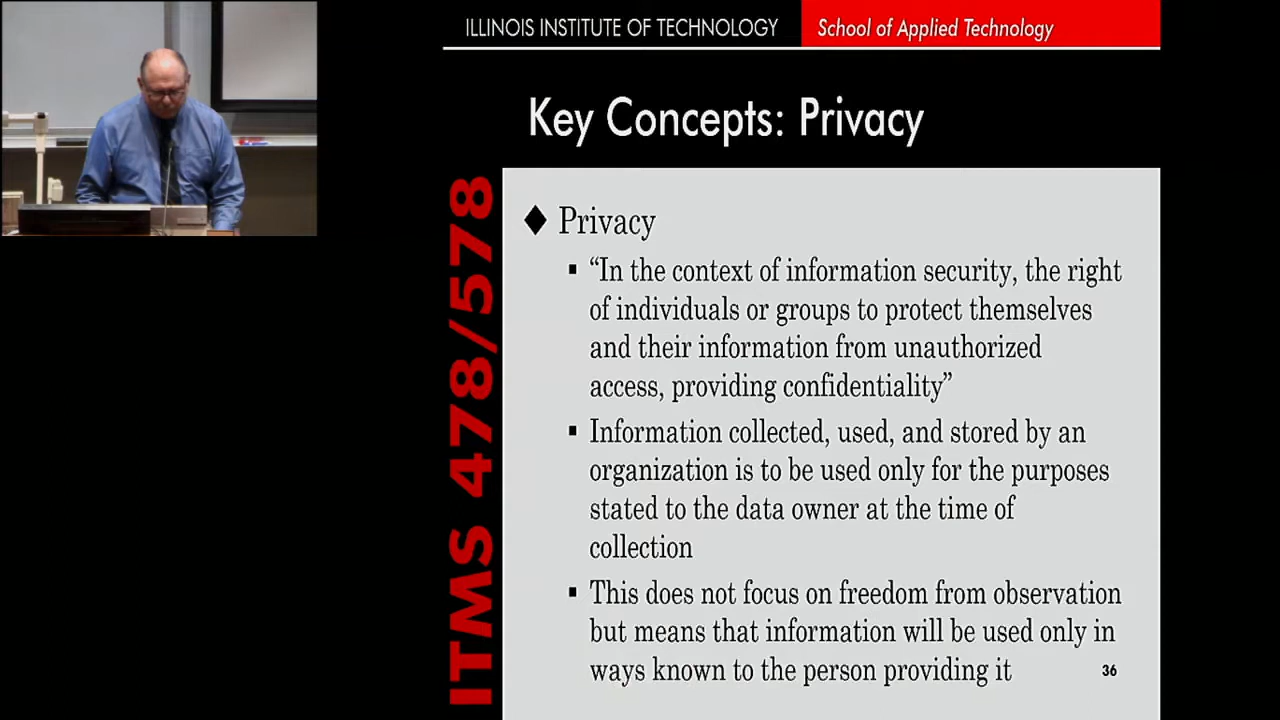 ILLINOIS INSTITUTE OF TECHNOLOGY School of Applied Technology
Key Concepts: Privacy
ITMS 478/578
♦ Privacy
▪ “In the context of information security, the right
of individuals or groups to protect themselves
and their information from unauthorized
access, providing confidentiality”
▪ Information collected, used, and stored by an
organization is to be used only for the purposes
stated to the data owner at the time of
collection
▪ This does not focus on freedom from observation
but means that information will be used only in
ways known to the person providing it
36